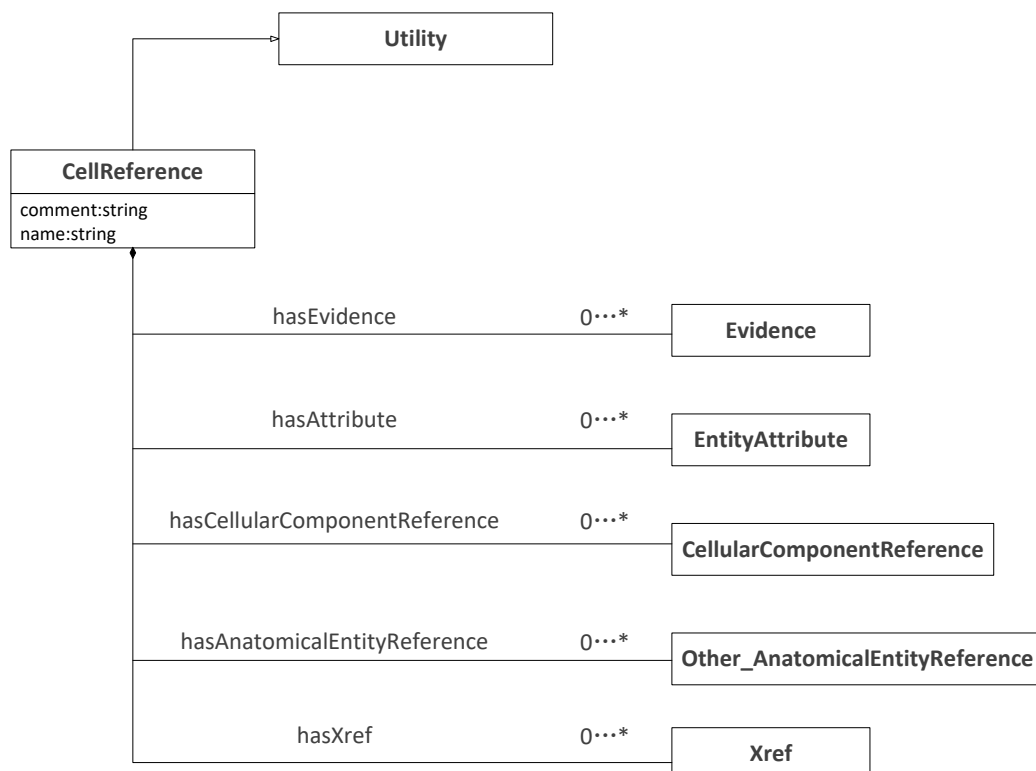 Utility
CellReference
comment:string
name:string
hasEvidence 0⋯*
Evidence
hasAttribute 0⋯*
EntityAttribute
hasCellularComponentReference 0⋯*
CellularComponentReference
hasAnatomicalEntityReference 0⋯*
Other_AnatomicalEntityReference
hasXref 0⋯*
Xref